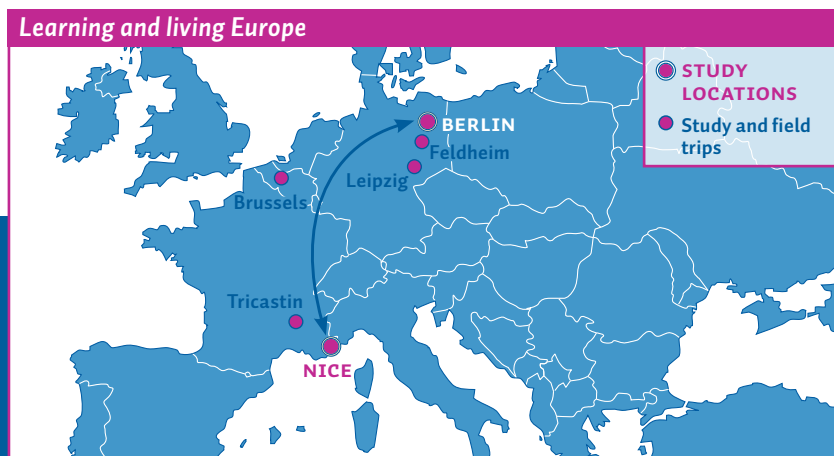 Learning and living Europe
STUDY
LOCATIONS
Study and field
trips
BERLIN
Feldheim
Leipzig
Brussels
Tricastin
NICE